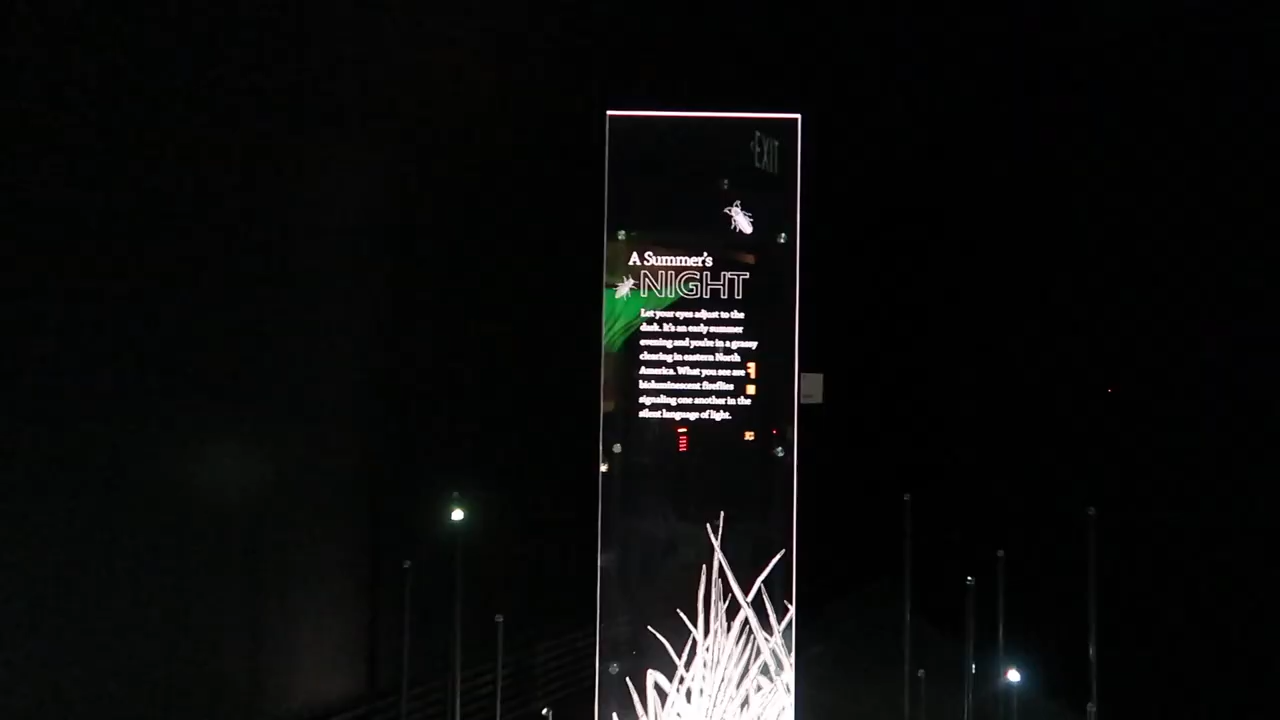 EXIT
A Summer's
NIGHT
Let your eyes adjust to the
dark. It's an early summer
evening and you're in a grassy
clearing in eastern North
America. What you see are
bioluminescent fireflies
signaling one another in the
silent language of light.